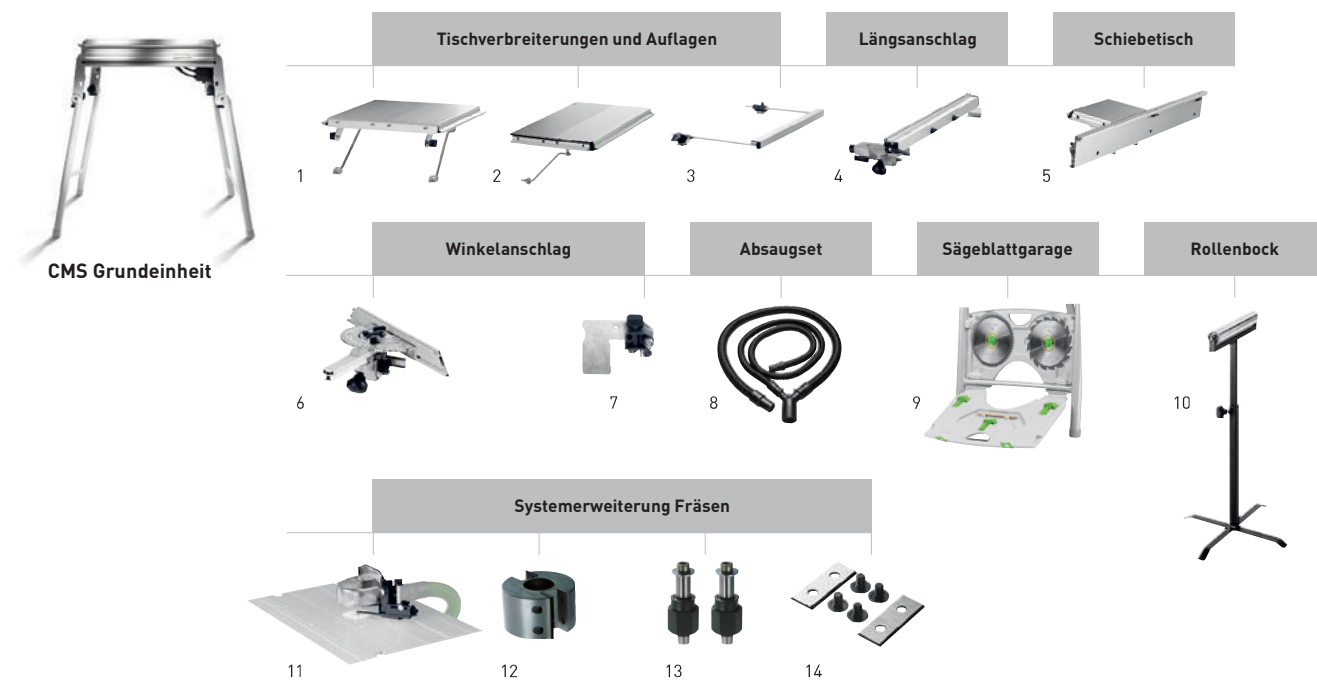 Tischverbreiterungen und Auflagen
Längsanschlag
Schiebetisch
1
2
3
4
5
CMS Grundeinheit
Winkelanschlag
Absaugset
Sägeblattgarage
Rollenbock
6
7
8
9
10
Systemerweiterung Fräsen
11
12
13
14